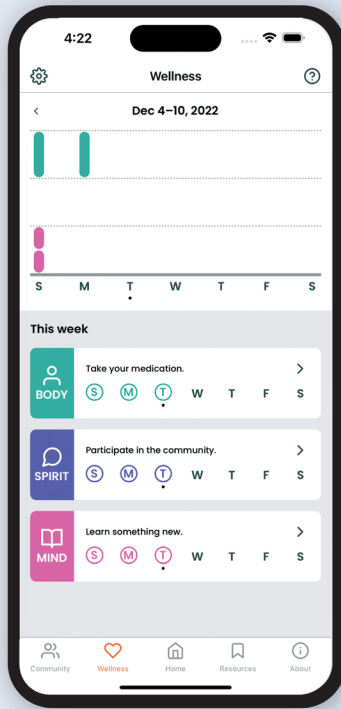 4:22
Wellness
Dec 4–10, 2022
S M T W T F S
This week
BODY
Take your medication.
S M T W T F S
SPIRIT
Participate in the community.
S M T W T F S
MIND
Learn something new.
S M T W T F S
Community Wellness Home Resources About